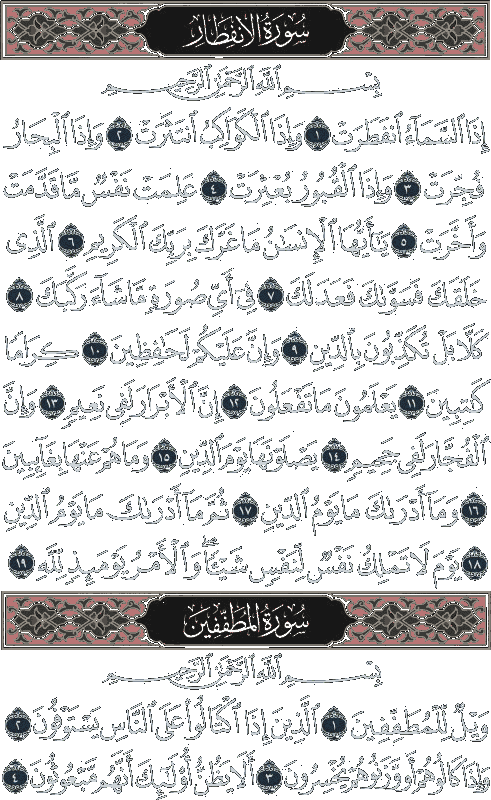 سُورَةُ الِانفِطَارِ
بِسْمِ ٱللَّهِ ٱلرَّحْمَٰنِ ٱلرَّحِيمِ
إِذَا ٱلسَّمَآءُ ٱنفَطَرَتْ ١ وَإِذَا ٱلْكَوَاكِبُ ٱنتَثَرَتْ ٢ وَإِذَا ٱلْبِحَارُ
فُجِّرَتْ ٣ وَإِذَا ٱلْقُبُورُ بُعْثِرَتْ ٤ عَلِمَتْ نَفْسٌ مَّا قَدَّمَتْ
وَأَخَّرَتْ ٥ يَٰٓأَيُّهَا ٱلْإِنسَٰنُ مَا غَرَّكَ بِرَبِّكَ ٱلْكَرِيمِ ٦ ٱلَّذِى
خَلَقَكَ فَسَوَّىٰكَ فَعَدَلَكَ ٧ فِىٓ أَىِّ صُورَةٍ مَّا شَآءَ رَكَّبَكَ ٨
كَلَّا بَلْ تُكَذِّبُونَ بِٱلدِّينِ ٩ وَإِنَّ عَلَيْكُمْ لَحَٰفِظِينَ ١٠ كِرَامًا
كَٰتِبِينَ ١١ يَعْلَمُونَ مَا تَفْعَلُونَ ١٢ إِنَّ ٱلْأَبْرَارَ لَفِى نَعِيمٍ ١٣ وَإِنَّ
ٱلْفُجَّارَ لَفِى جَحِيمٍ ١٤ يَصْلَوْنَهَا يَوْمَ ٱلدِّينِ ١٥ وَمَا هُمْ عَنْهَا بِغَآئِبِينَ
١٦ وَمَآ أَدْرَىٰكَ مَا يَوْمُ ٱلدِّينِ ١٧ ثُمَّ مَآ أَدْرَىٰكَ مَا يَوْمُ ٱلدِّينِ
١٨ يَوْمَ لَا تَمْلِكُ نَفْسٌ لِّنَفْسٍ شَيْـًٔا ۖ وَٱلْأَمْرُ يَوْمَئِذٍ لِّلَّهِ ١٩
سُورَةُ المُطَفِّفِينَ
بِسْمِ ٱللَّهِ ٱلرَّحْمَٰنِ ٱلرَّحِيمِ
وَيْلٌ لِّلْمُطَفِّفِينَ ١ ٱلَّذِينَ إِذَا ٱكْتَالُوا۟ عَلَى ٱلنَّاسِ يَسْتَوْفُونَ ٢
وَإِذَا كَالُوهُمْ أَو وَّزَنُوهُمْ يُخْسِرُونَ ٣ أَلَا يَظُنُّ أُو۟لَٰٓئِكَ أَنَّهُم مَّبْعُوثُونَ ٤